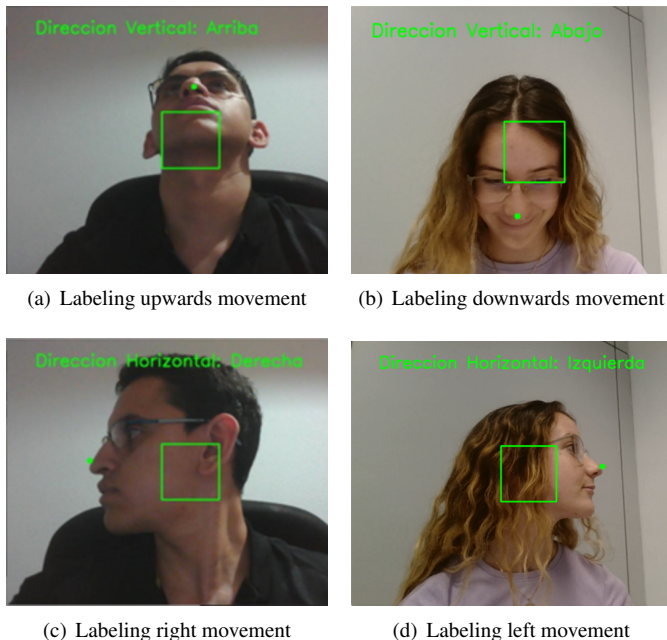 Direccion Vertical: Arriba
Direccion Vertical: Abajo
(a) Labeling upwards movement
(b) Labeling downwards movement
Direccion Horizontal: Derecha
Direccion Horizontal: Izquierda
(c) Labeling right movement
(d) Labeling left movement